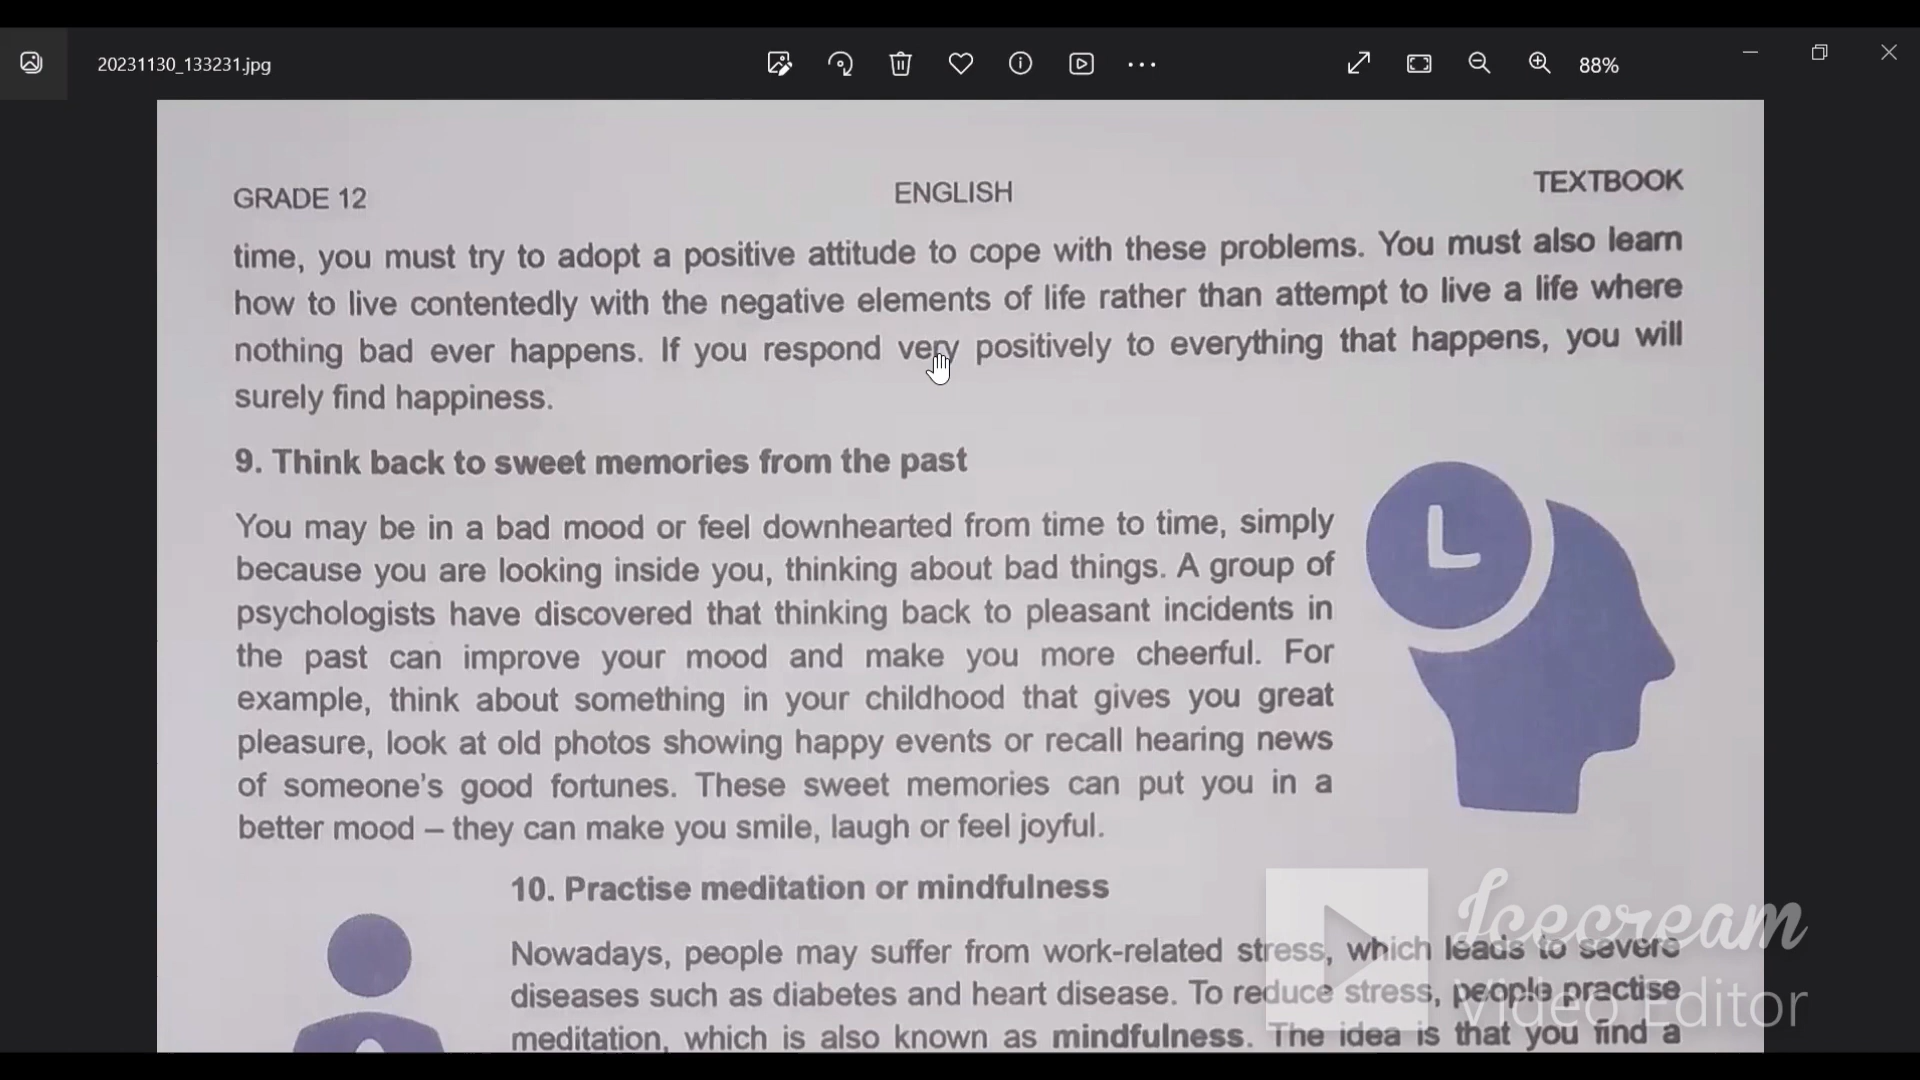 20231130_133231.jpg
88%
GRADE 12
ENGLISH
TEXTBOOK
time, you must try to adopt a positive attitude to cope with these problems. You must also learn
how to live contentedly with the negative elements of life rather than attempt to live a life where
nothing bad ever happens. If you respond very positively to everything that happens, you will
surely find happiness.
9. Think back to sweet memories from the past
You may be in a bad mood or feel downhearted from time to time, simply
because you are looking inside you, thinking about bad things. A group of
psychologists have discovered that thinking back to pleasant incidents in
the past can improve your mood and make you more cheerful. For
example, think about something in your childhood that gives you great
pleasure, look at old photos showing happy events or recall hearing news
of someone's good fortunes. These sweet memories can put you in a
better mood – they can make you smile, laugh or feel joyful.
10. Practise meditation or mindfulness
Nowadays, people may suffer from work-related stress, which leads to severe
diseases such as diabetes and heart disease. To reduce stress, people practise
meditation, which is also known as mindfulness. The idea is that you find a
Icecream
Video Editor